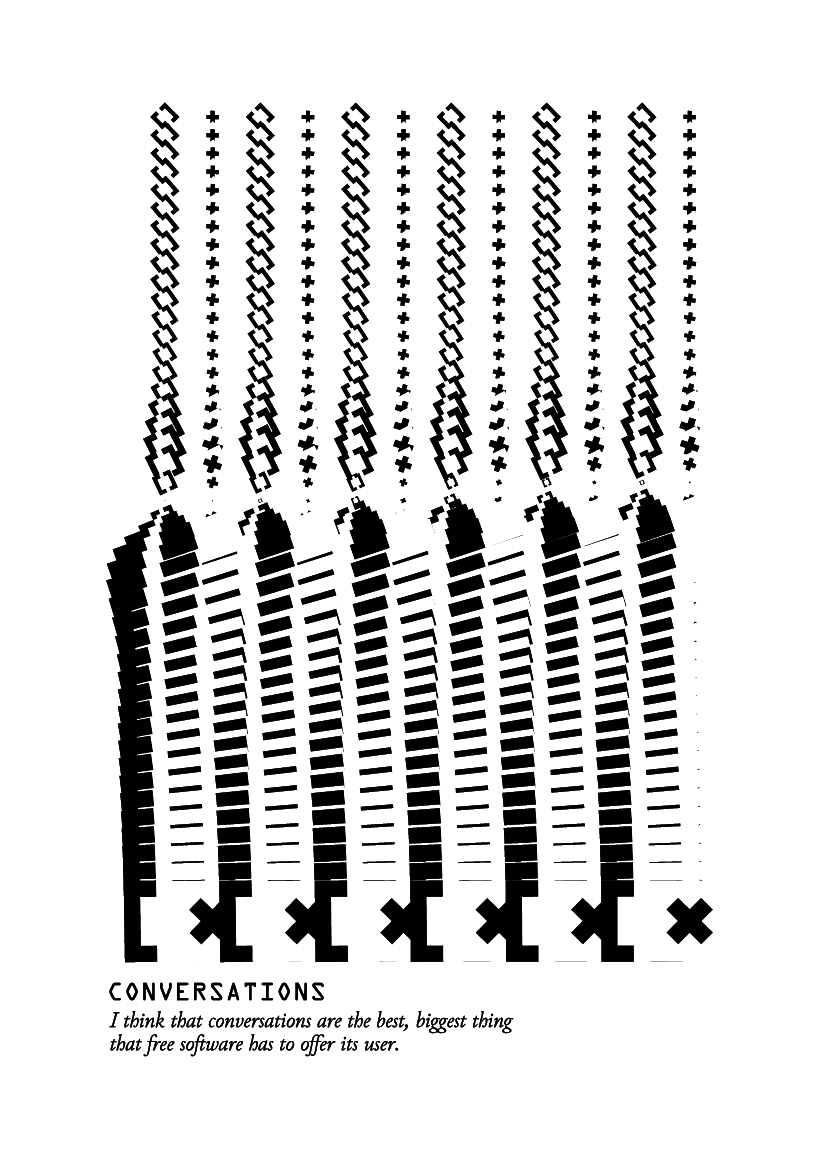 CONVERSATIONS
I think that conversations are the best, biggest thing
that free software has to offer its user.